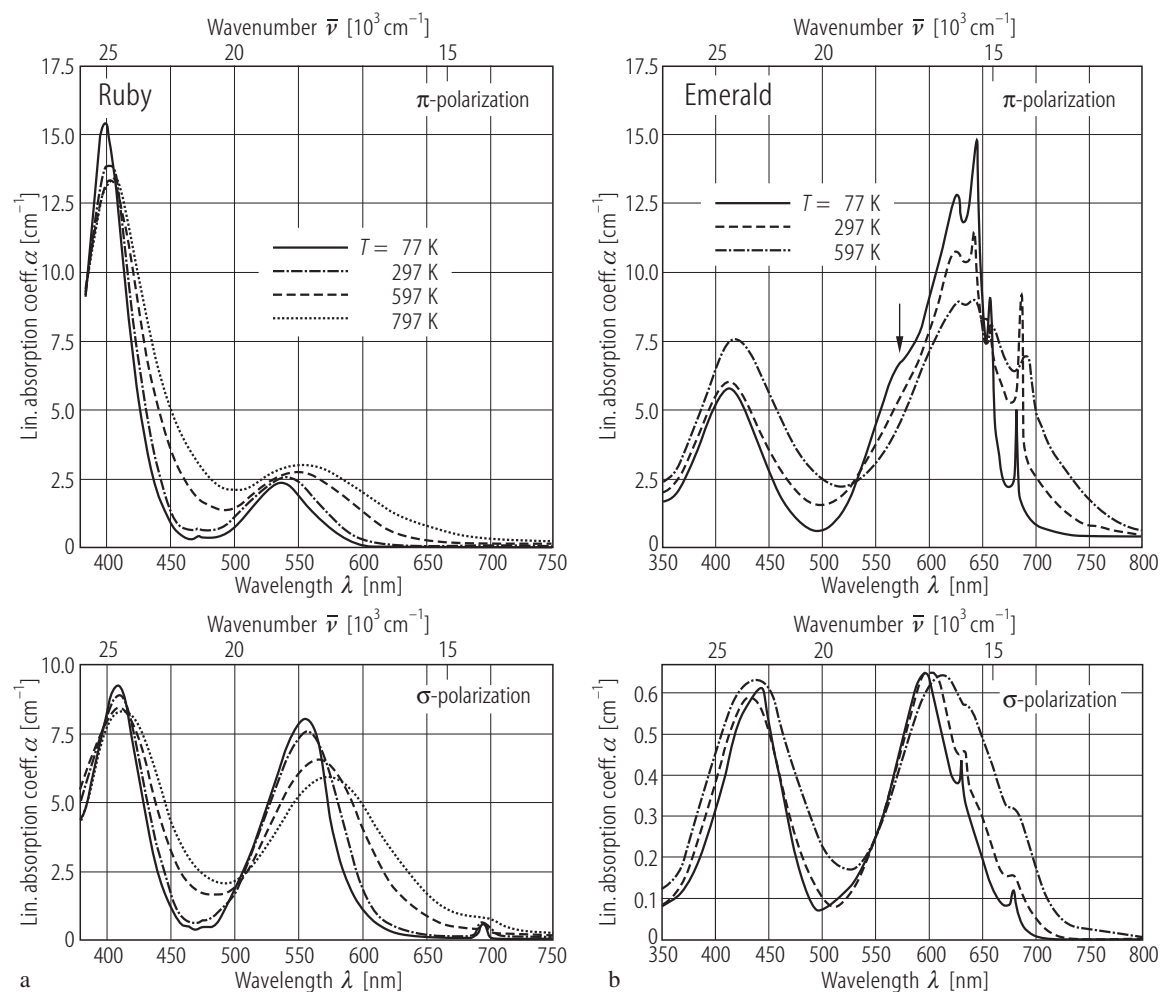 a
Wavenumber ν̅ [10³ cm⁻¹]
25 20 15
17.5
15.0
12.5
10.0
7.5
5.0
2.5
0
Lin. absorption coeff. α [cm⁻¹]
Ruby
π-polarization
T = 77 K
297 K
597 K
797 K
400 450 500 550 600 650 700 750
Wavelength λ [nm]
b
Wavenumber ν̅ [10³ cm⁻¹]
25 20 15
17.5
15.0
12.5
10.0
7.5
5.0
2.5
0
Lin. absorption coeff. α [cm⁻¹]
Emerald
π-polarization
T = 77 K
297 K
597 K
350 400 450 500 550 600 650 700 750 800
Wavelength λ [nm]
Wavenumber ν̅ [10³ cm⁻¹]
25 20 15
10.0
7.5
5.0
2.5
0
Lin. absorption coeff. α [cm⁻¹]
σ-polarization
400 450 500 550 600 650 700 750
Wavelength λ [nm]
a
Wavenumber ν̅ [10³ cm⁻¹]
25 20 15
0.6
0.5
0.4
0.3
0.2
0.1
0
Lin. absorption coeff. α [cm⁻¹]
σ-polarization
350 400 450 500 550 600 650 700 750 800
Wavelength λ [nm]
b